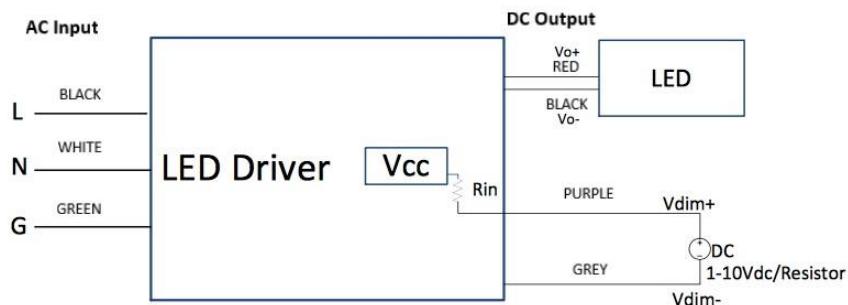 AC Input
DC Output
L
BLACK
N
WHITE
G
GREEN
LED Driver
Vcc
Rin
Vo+
RED
BLACK
Vo-
LED
PURPLE
Vdim+
DC
1-10Vdc/Resistor
GREY
Vdim-